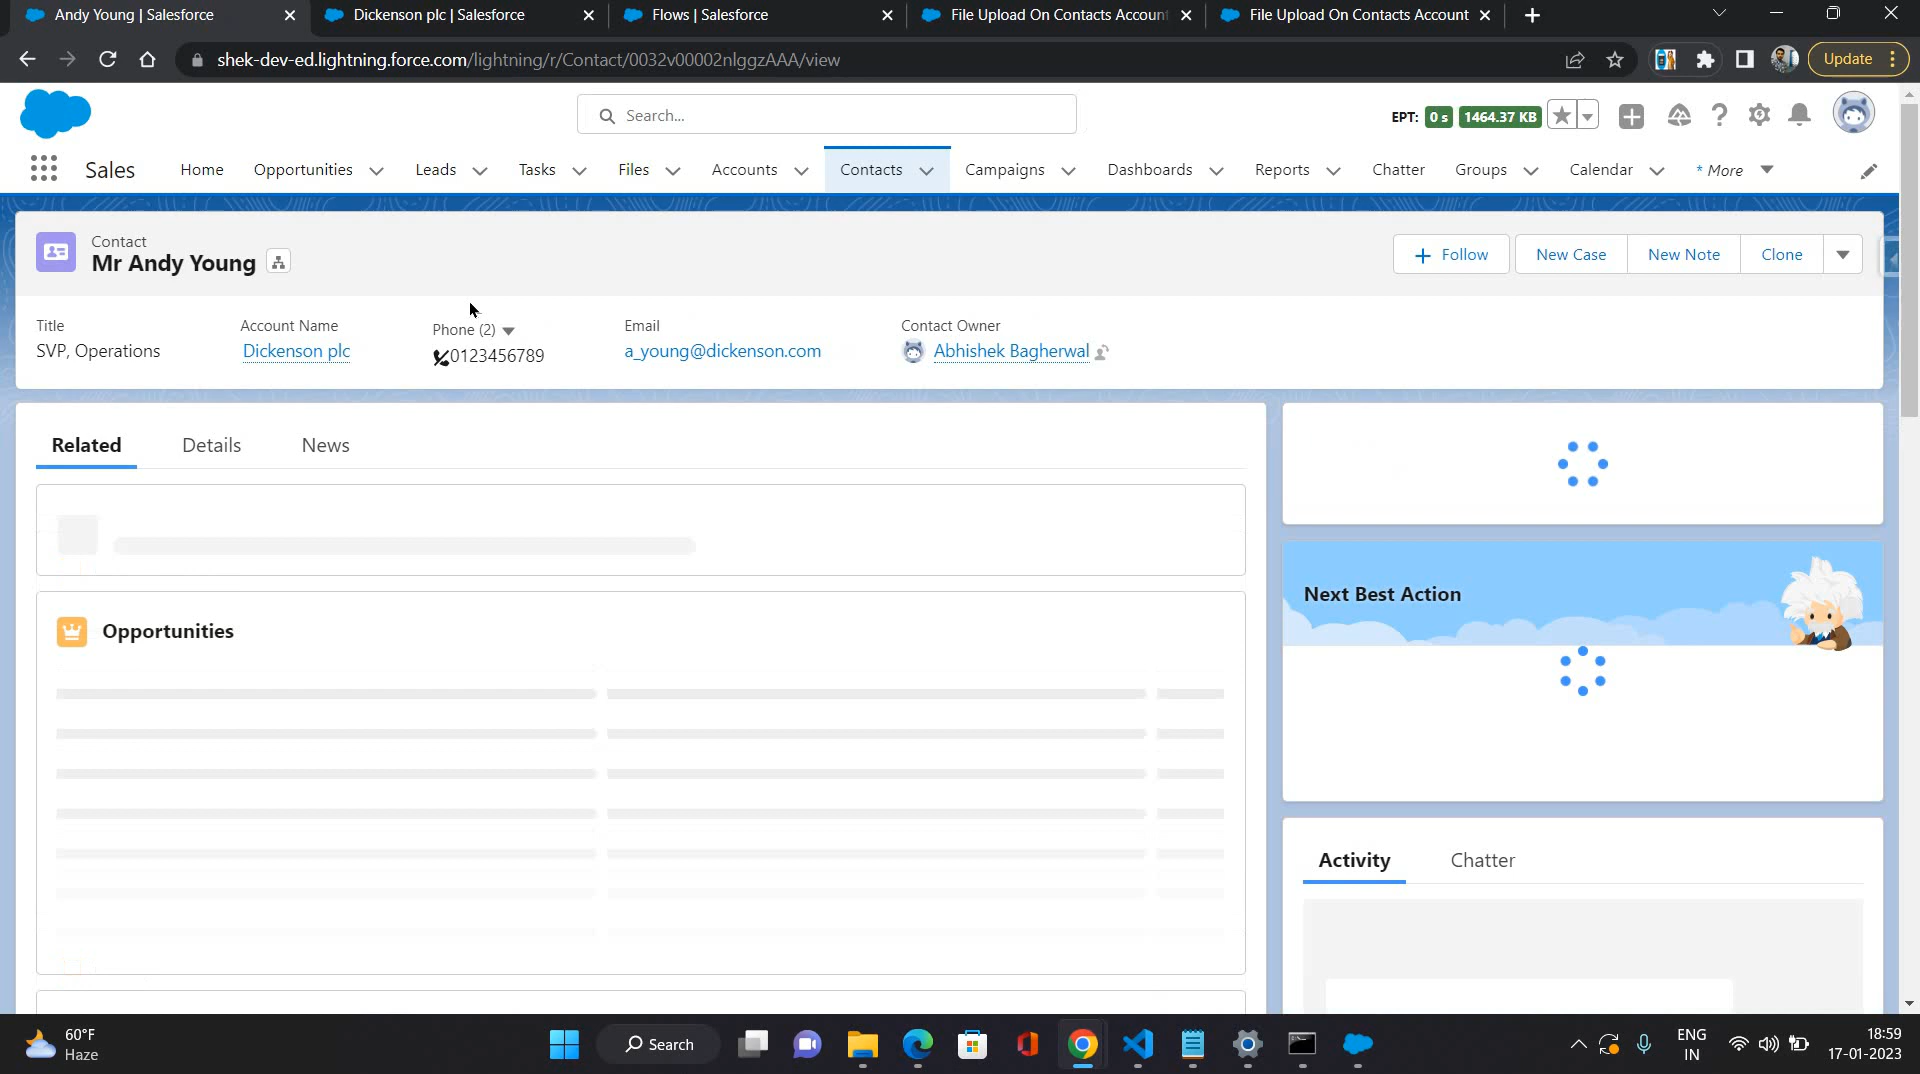 Andy Young | Salesforce
Dickenson plc | Salesforce
Flows | Salesforce
File Upload On Contacts Accoun
File Upload On Contacts Account
shek-dev-ed.lightning.force.com/lightning/r/Contact/0032v00002nlggzAAA/view
Update
Search...
EPT: 0 s 1464.37 KB
Sales
Home
Opportunities
Leads
Tasks
Files
Accounts
Contacts
Campaigns
Dashboards
Reports
Chatter
Groups
Calendar
* More
Contact
Mr Andy Young
Follow
New Case
New Note
Clone
Title
SVP, Operations
Account Name
Dickenson plc
Phone (2)
0123456789
Email
a_young@dickenson.com
Contact Owner
Abhishek Bagherwal
Related
Details
News
Opportunities
Next Best Action
Activity
Chatter
60°F
Haze
Search
ENG
IN
18:59
17-01-2023